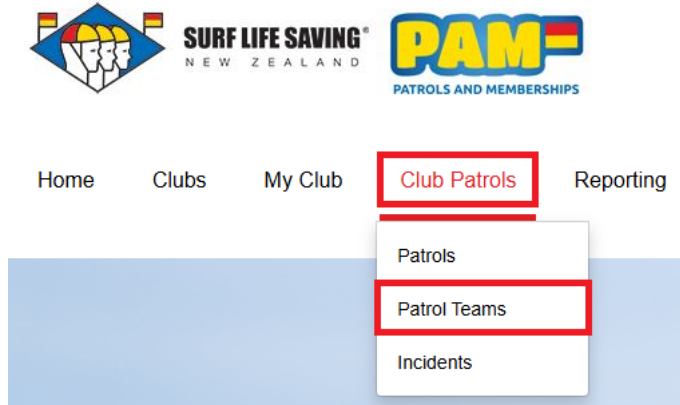 SURF LIFE SAVING®
NEW ZEALAND
PAM
PATROLS AND MEMBERSHIPS
Home Clubs My Club Club Patrols Reporting
Patrols
Patrol Teams
Incidents